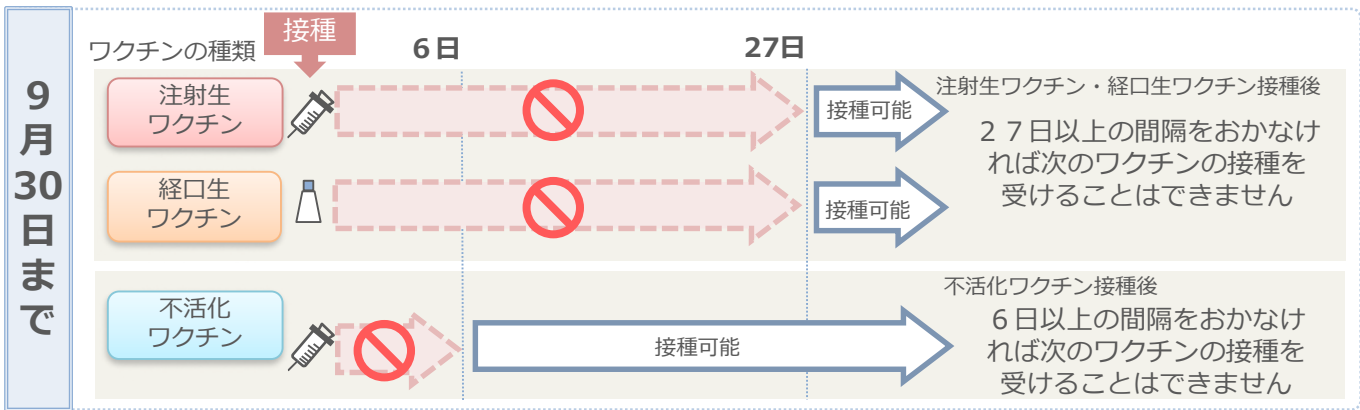 9月30日まで
ワクチンの種類
接種
6日
27日
注射生
ワクチン
接種可能
注射生ワクチン・経口生ワクチン接種後
27日以上の間隔をおかなけ
れば次のワクチンの接種を
受けることはできません
経口生
ワクチン
接種可能
不活化
ワクチン
接種可能
不活化ワクチン接種後
6日以上の間隔をおかなけ
れば次のワクチンの接種を
受けることはできません